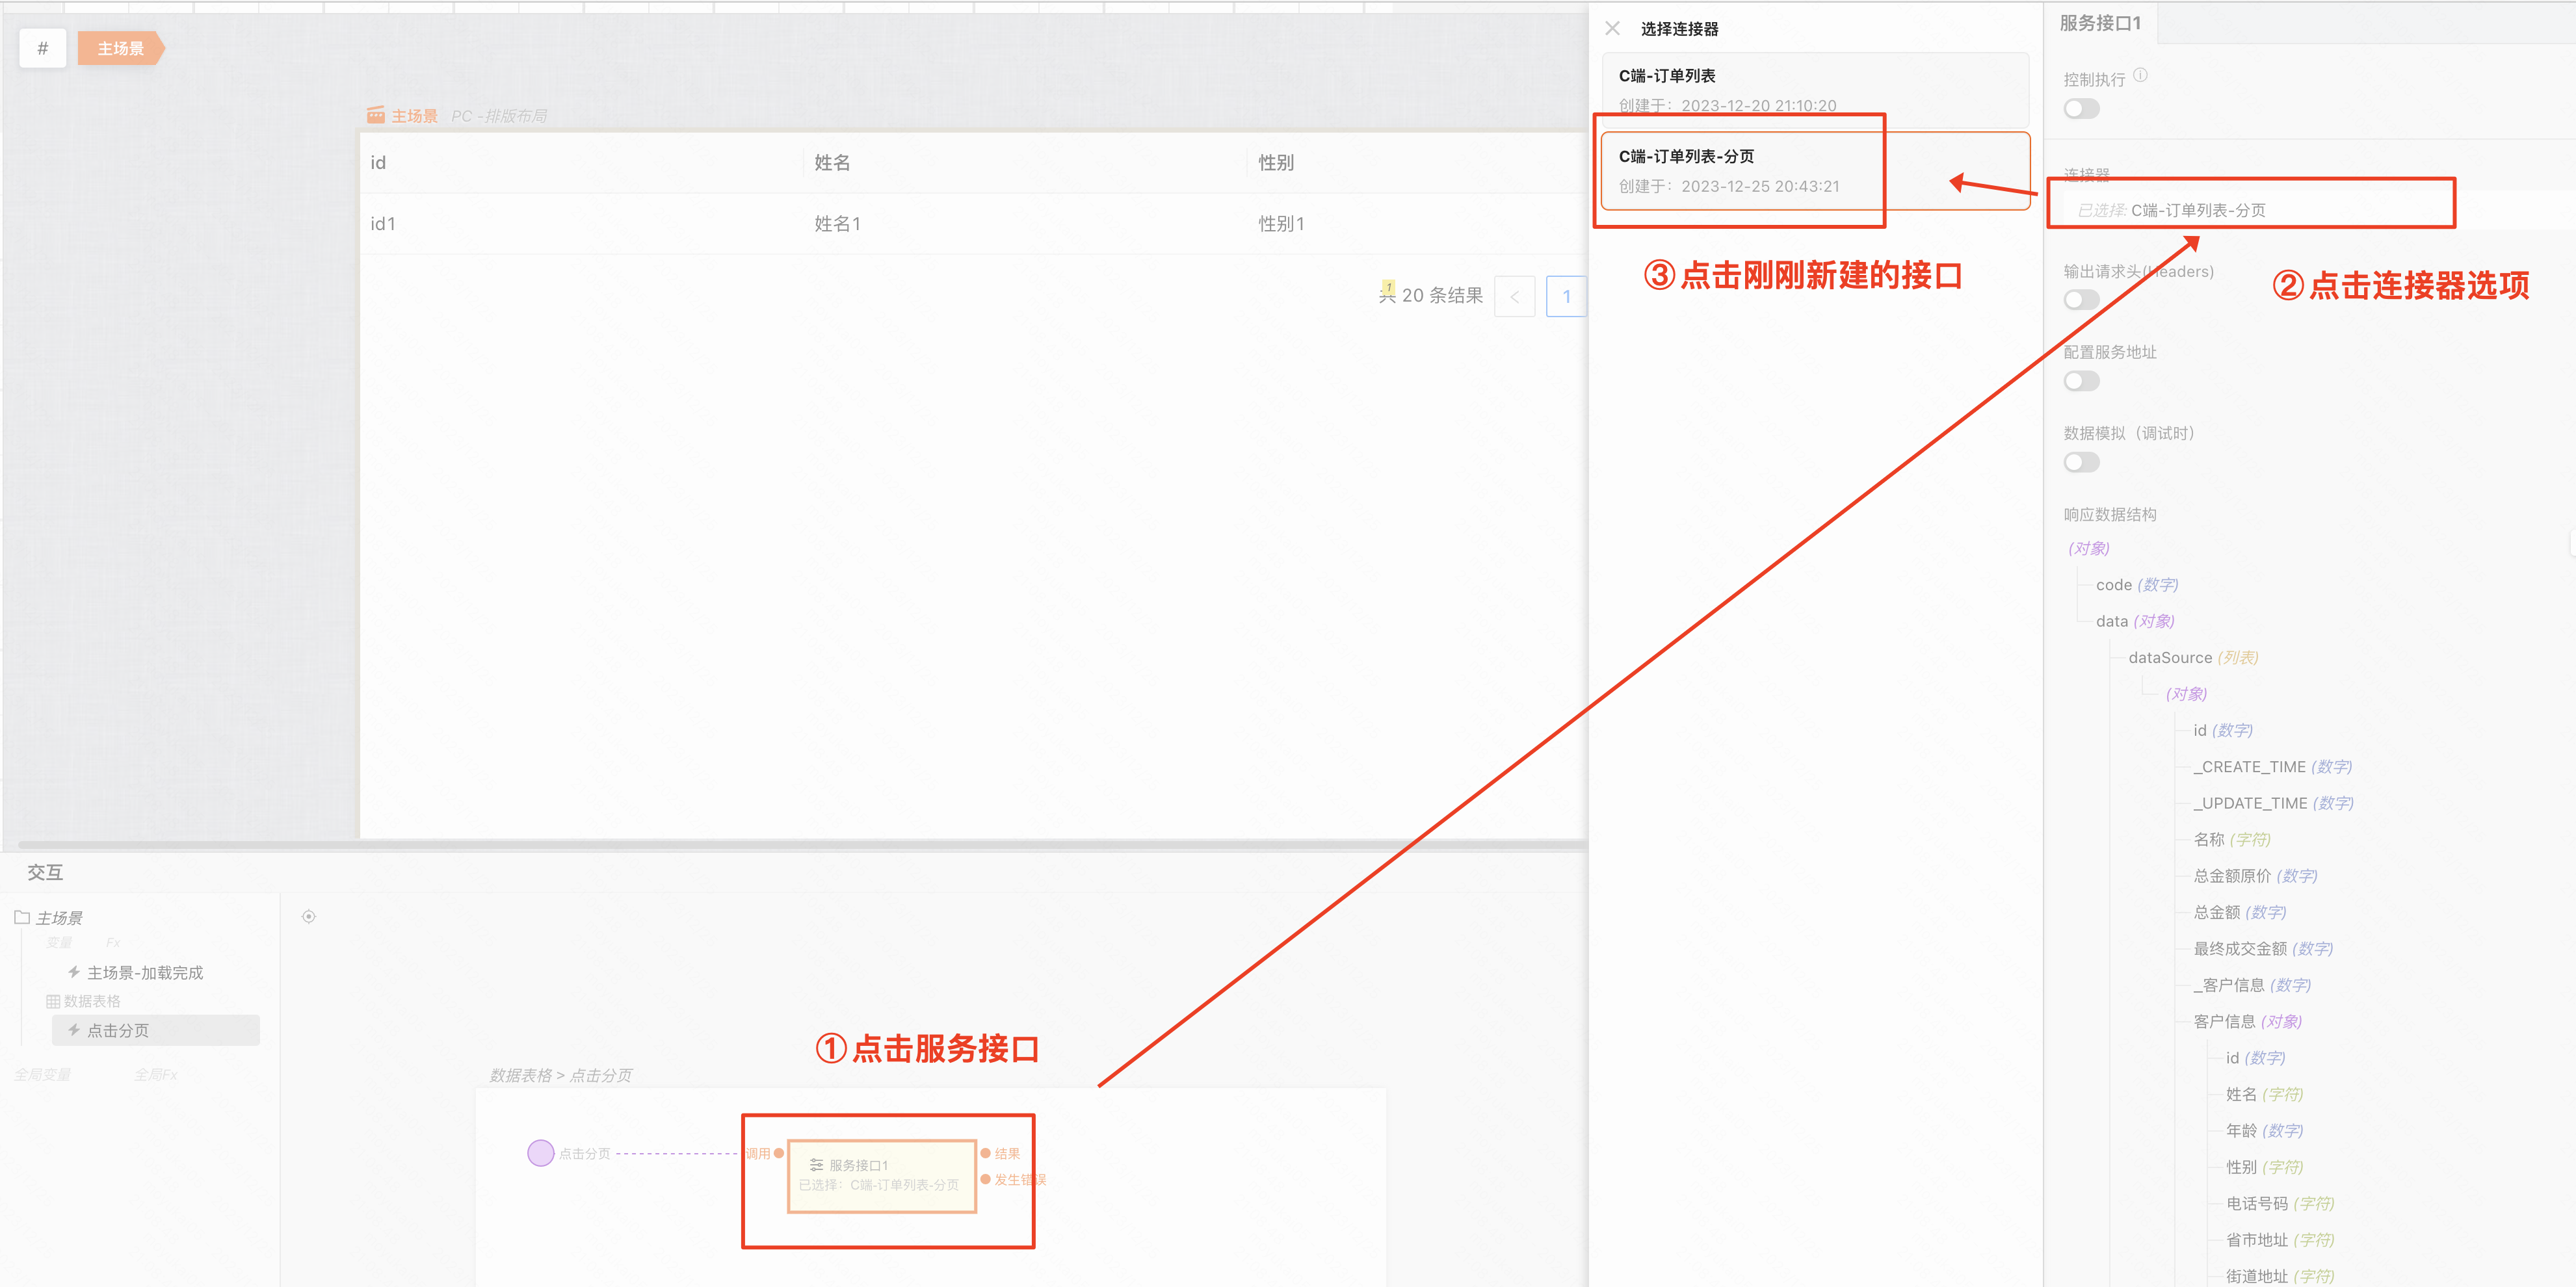 #
主场景
主场景 PC -排版布局
id 姓名 性别
id1 姓名1 性别1
1
共 20 条结果 < 1
交互
主场景
变量 Fx
主场景-加载完成
数据表格
点击分页
全局变量 全局Fx
①点击服务接口
数据表格 > 点击分页
点击分页
调用
服务接口1
已选择: C端-订单列表-分页
结果
发生错误
选择连接器
C端-订单列表
创建于: 2023-12-20 21:10:20
C端-订单列表-分页
创建于: 2023-12-25 20:43:21
③点击刚刚新建的接口
服务接口1
控制执行
连接器
已选择: C端-订单列表-分页
②点击连接器选项
输出请求头(Headers)
配置服务地址
数据模拟（调试时）
响应数据结构
(对象)
code (数字)
data (对象)
dataSource (列表)
(对象)
id (数字)
_CREATE_TIME (数字)
_UPDATE_TIME (数字)
名称 (字符)
总金额原价 (数字)
总金额 (数字)
最终成交金额 (数字)
_客户信息 (数字)
客户信息 (对象)
id (数字)
姓名 (字符)
年龄 (数字)
性别 (字符)
电话号码 (字符)
省市地址 (字符)
街道地址 (字符)